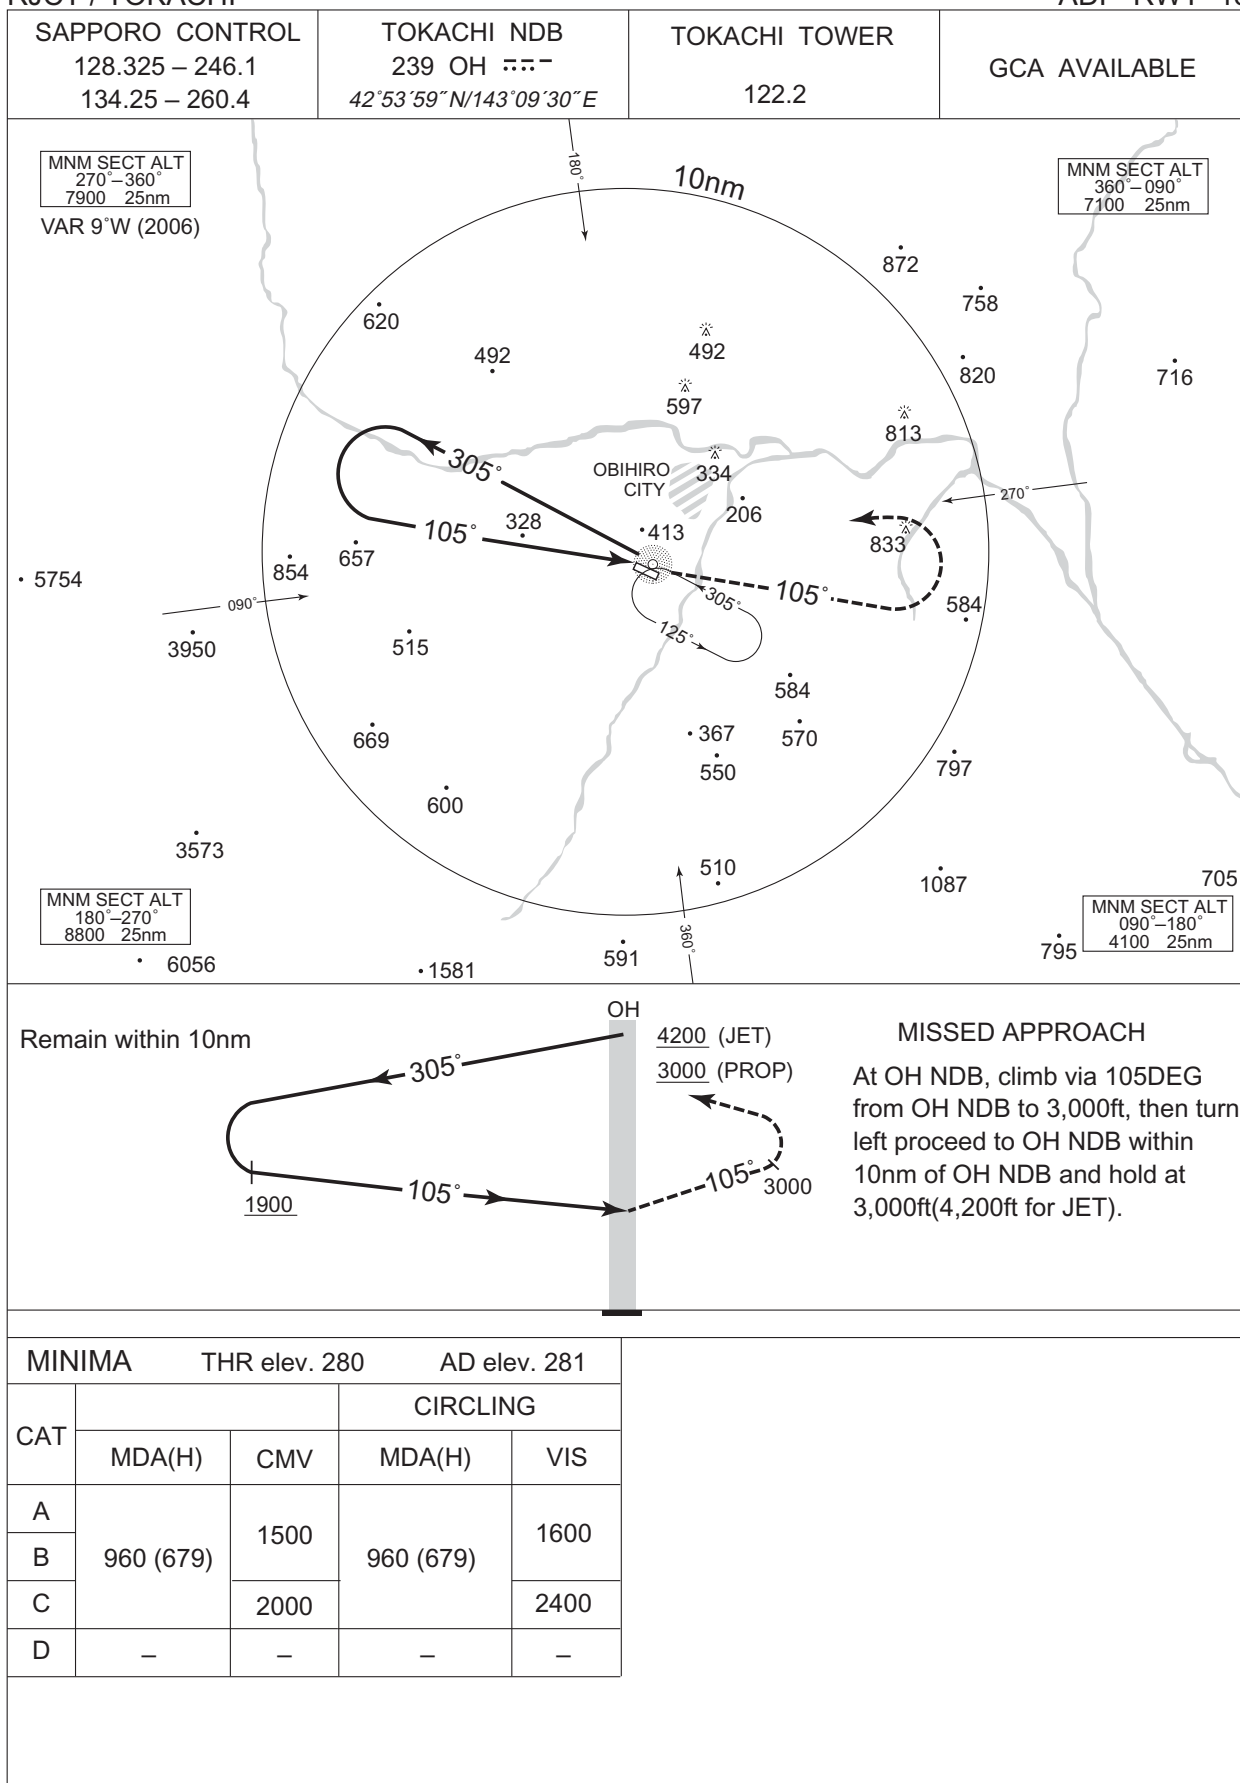 SAPPORO CONTROL
128.325 – 246.1
134.25 – 260.4
TOKACHI NDB
239 OH
42°53´59˝N/143°09´30˝E
TOKACHI TOWER
122.2
GCA AVAILABLE
MNM SECT ALT
270°–360°
7900 25nm
VAR 9°W (2006)
180°
10nm
MNM SECT ALT
360°–090°
7100 25nm
872
758
620
492
492
820
716
597
813
305°
OBIHIRO
CITY
334
270°
206
105°
328
413
833
657
854
5754
090°
105°
305°
584
125°
3950
515
584
669
367
570
550
797
600
3573
510
1087
705
MNM SECT ALT
180°–270°
8800 25nm
MNM SECT ALT
090°–180°
4100 25nm
360°
591
795
6056
1581
Remain within 10nm
OH
4200 (JET)
3000 (PROP)
305°
105°
1900
105°
3000
MISSED APPROACH
At OH NDB, climb via 105DEG
from OH NDB to 3,000ft, then turn
left proceed to OH NDB within
10nm of OH NDB and hold at
3,000ft(4,200ft for JET).
MINIMA THR elev. 280 AD elev. 281
CAT
CIRCLING
MDA(H) CMV MDA(H) VIS
A
B
C
960 (679)
1500
2000
960 (679)
1600
2400
D – – – –